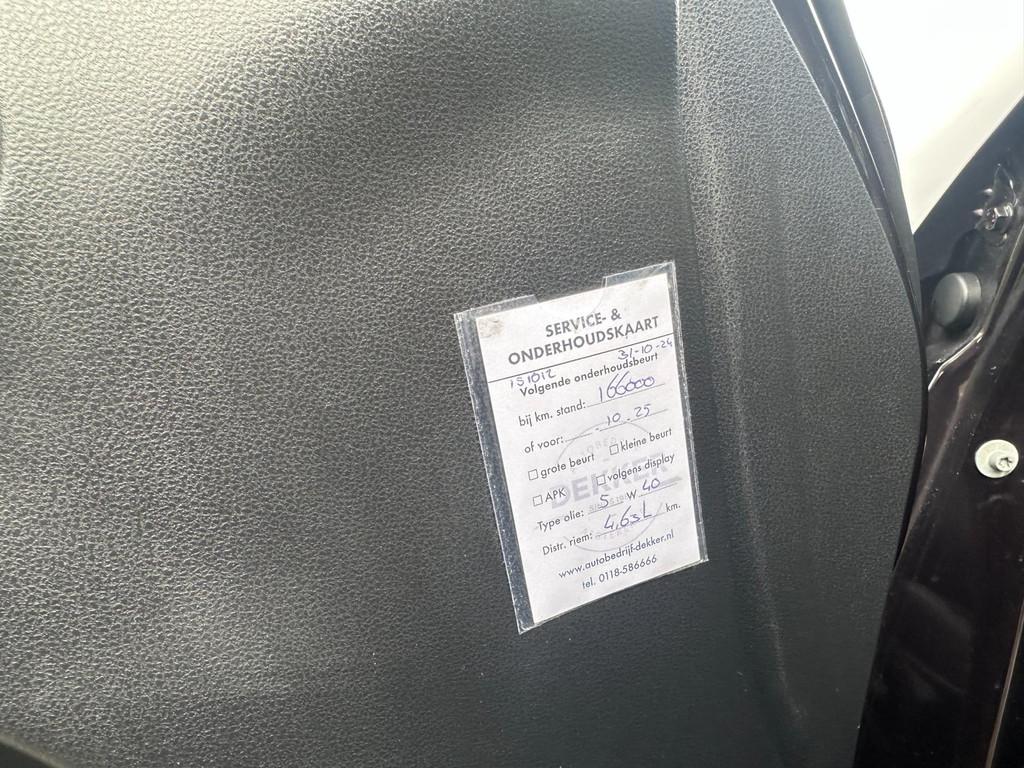 SERVICE- &
ONDERHOUDSKAART
151012 31-10-24
Volgende onderhoudsbeurt
bij km. stand: 166000
of voor: -10-25
grote beurt kleine beurt
DEKKER
APK volgens display
Type olie: 5 W 40
Distr. riem: 4,63L km.
www.autobedrijf-dekker.nl
tel. 0118-586666